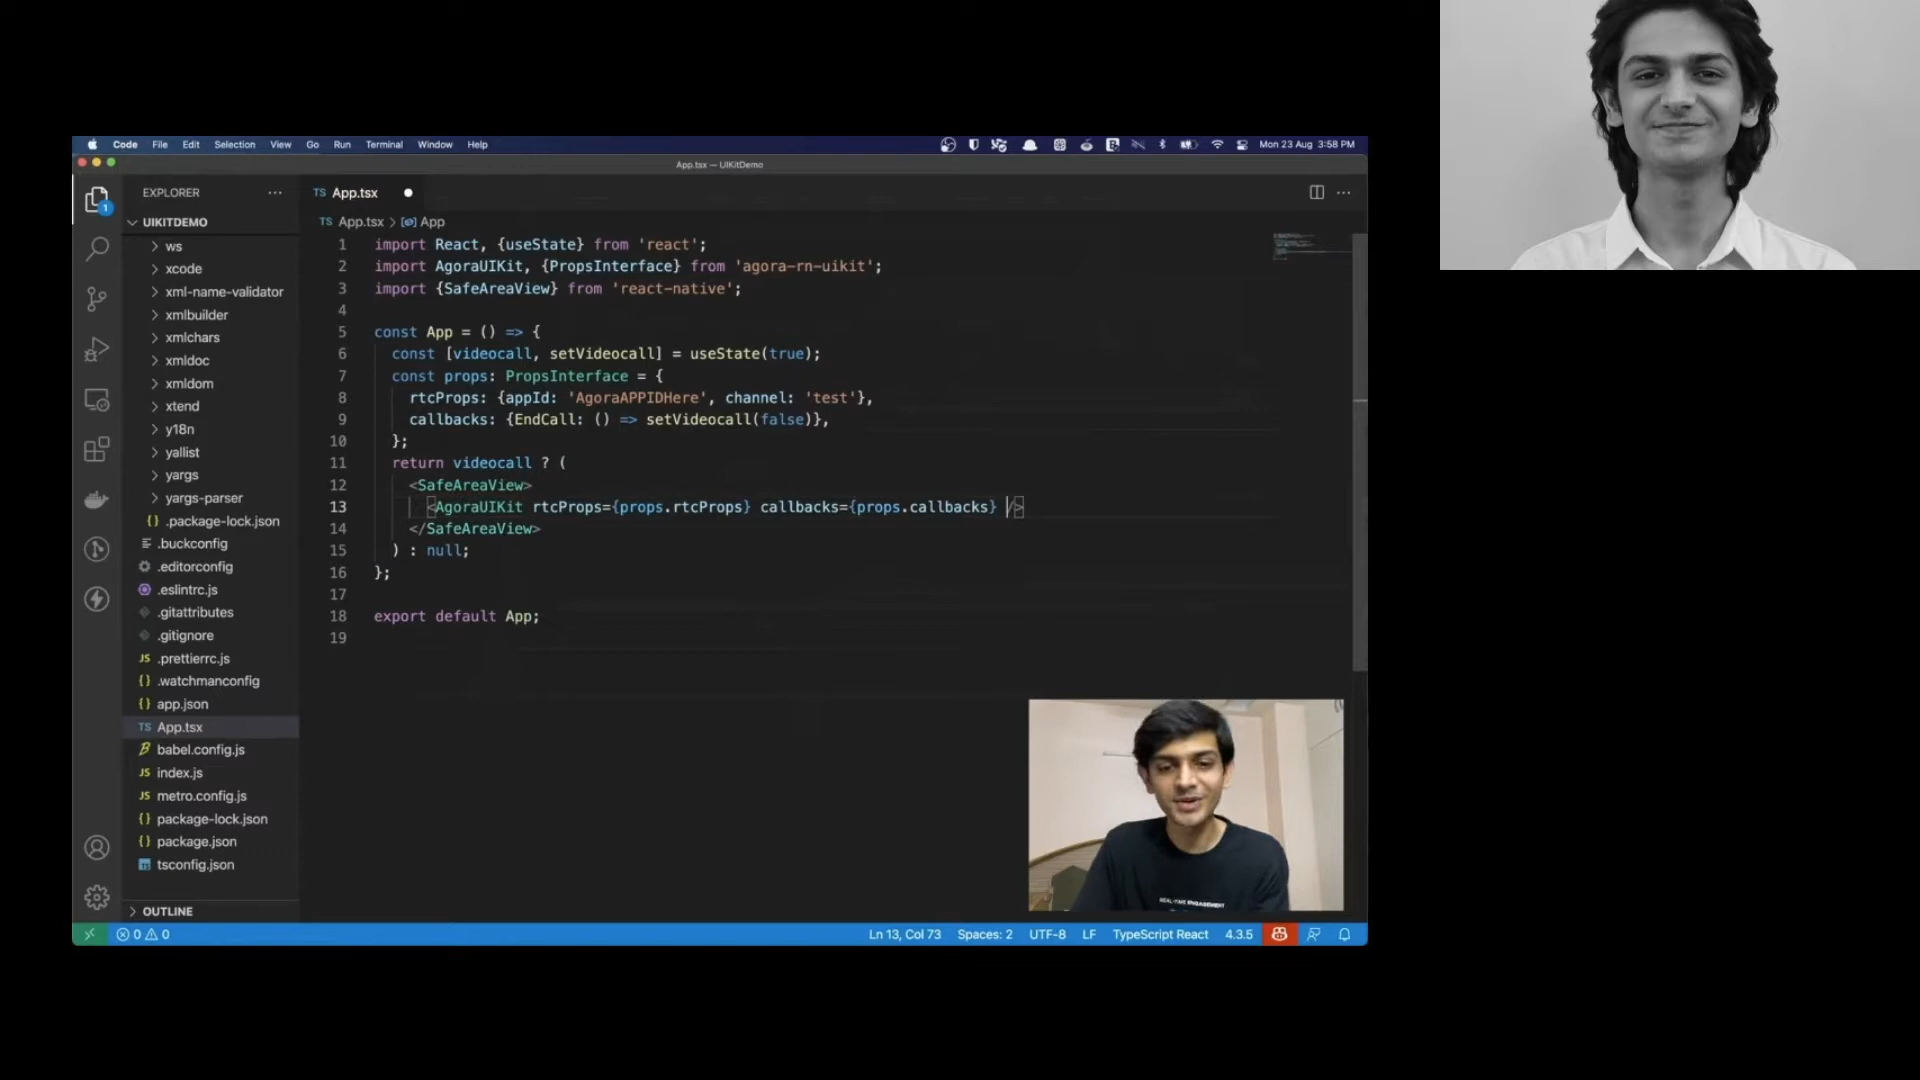 Code File Edit Selection View Go Run Terminal Window Help
Mon 23 Aug 3:58 PM
App.tsx — UIKitDemo
EXPLORER
1
UIKITDEMO
ws
xcode
xml-name-validator
xmlbuilder
xmlchars
xmldoc
xmldom
xtend
y18n
yallist
yargs
yargs-parser
{} .package-lock.json
.buckconfig
.editorconfig
.eslintrc.js
.gitattributes
.gitignore
JS .prettierrc.js
{} .watchmanconfig
{} app.json
TS App.tsx
babel.config.js
JS index.js
JS metro.config.js
{} package-lock.json
{} package.json
tsconfig.json
OUTLINE
TS App.tsx
TS App.tsx > App
1 import React, {useState} from 'react';
2 import AgoraUIKit, {PropsInterface} from 'agora-rn-uikit';
3 import {SafeAreaView} from 'react-native';
4
5 const App = () => {
6 const [videocall, setVideocall] = useState(true);
7 const props: PropsInterface = {
8 rtcProps: {appId: 'AgoraAPPIDHere', channel: 'test'},
9 callbacks: {EndCall: () => setVideocall(false)},
10 };
11 return videocall ? (
12 <SafeAreaView>
13 <AgoraUIKit rtcProps={props.rtcProps} callbacks={props.callbacks} />
14 </SafeAreaView>
15 ) : null;
16 };
17
18 export default App;
19
REAL-TIME ENGAGEMENT
0 0
Ln 13, Col 73 Spaces: 2 UTF-8 LF TypeScript React 4.3.5